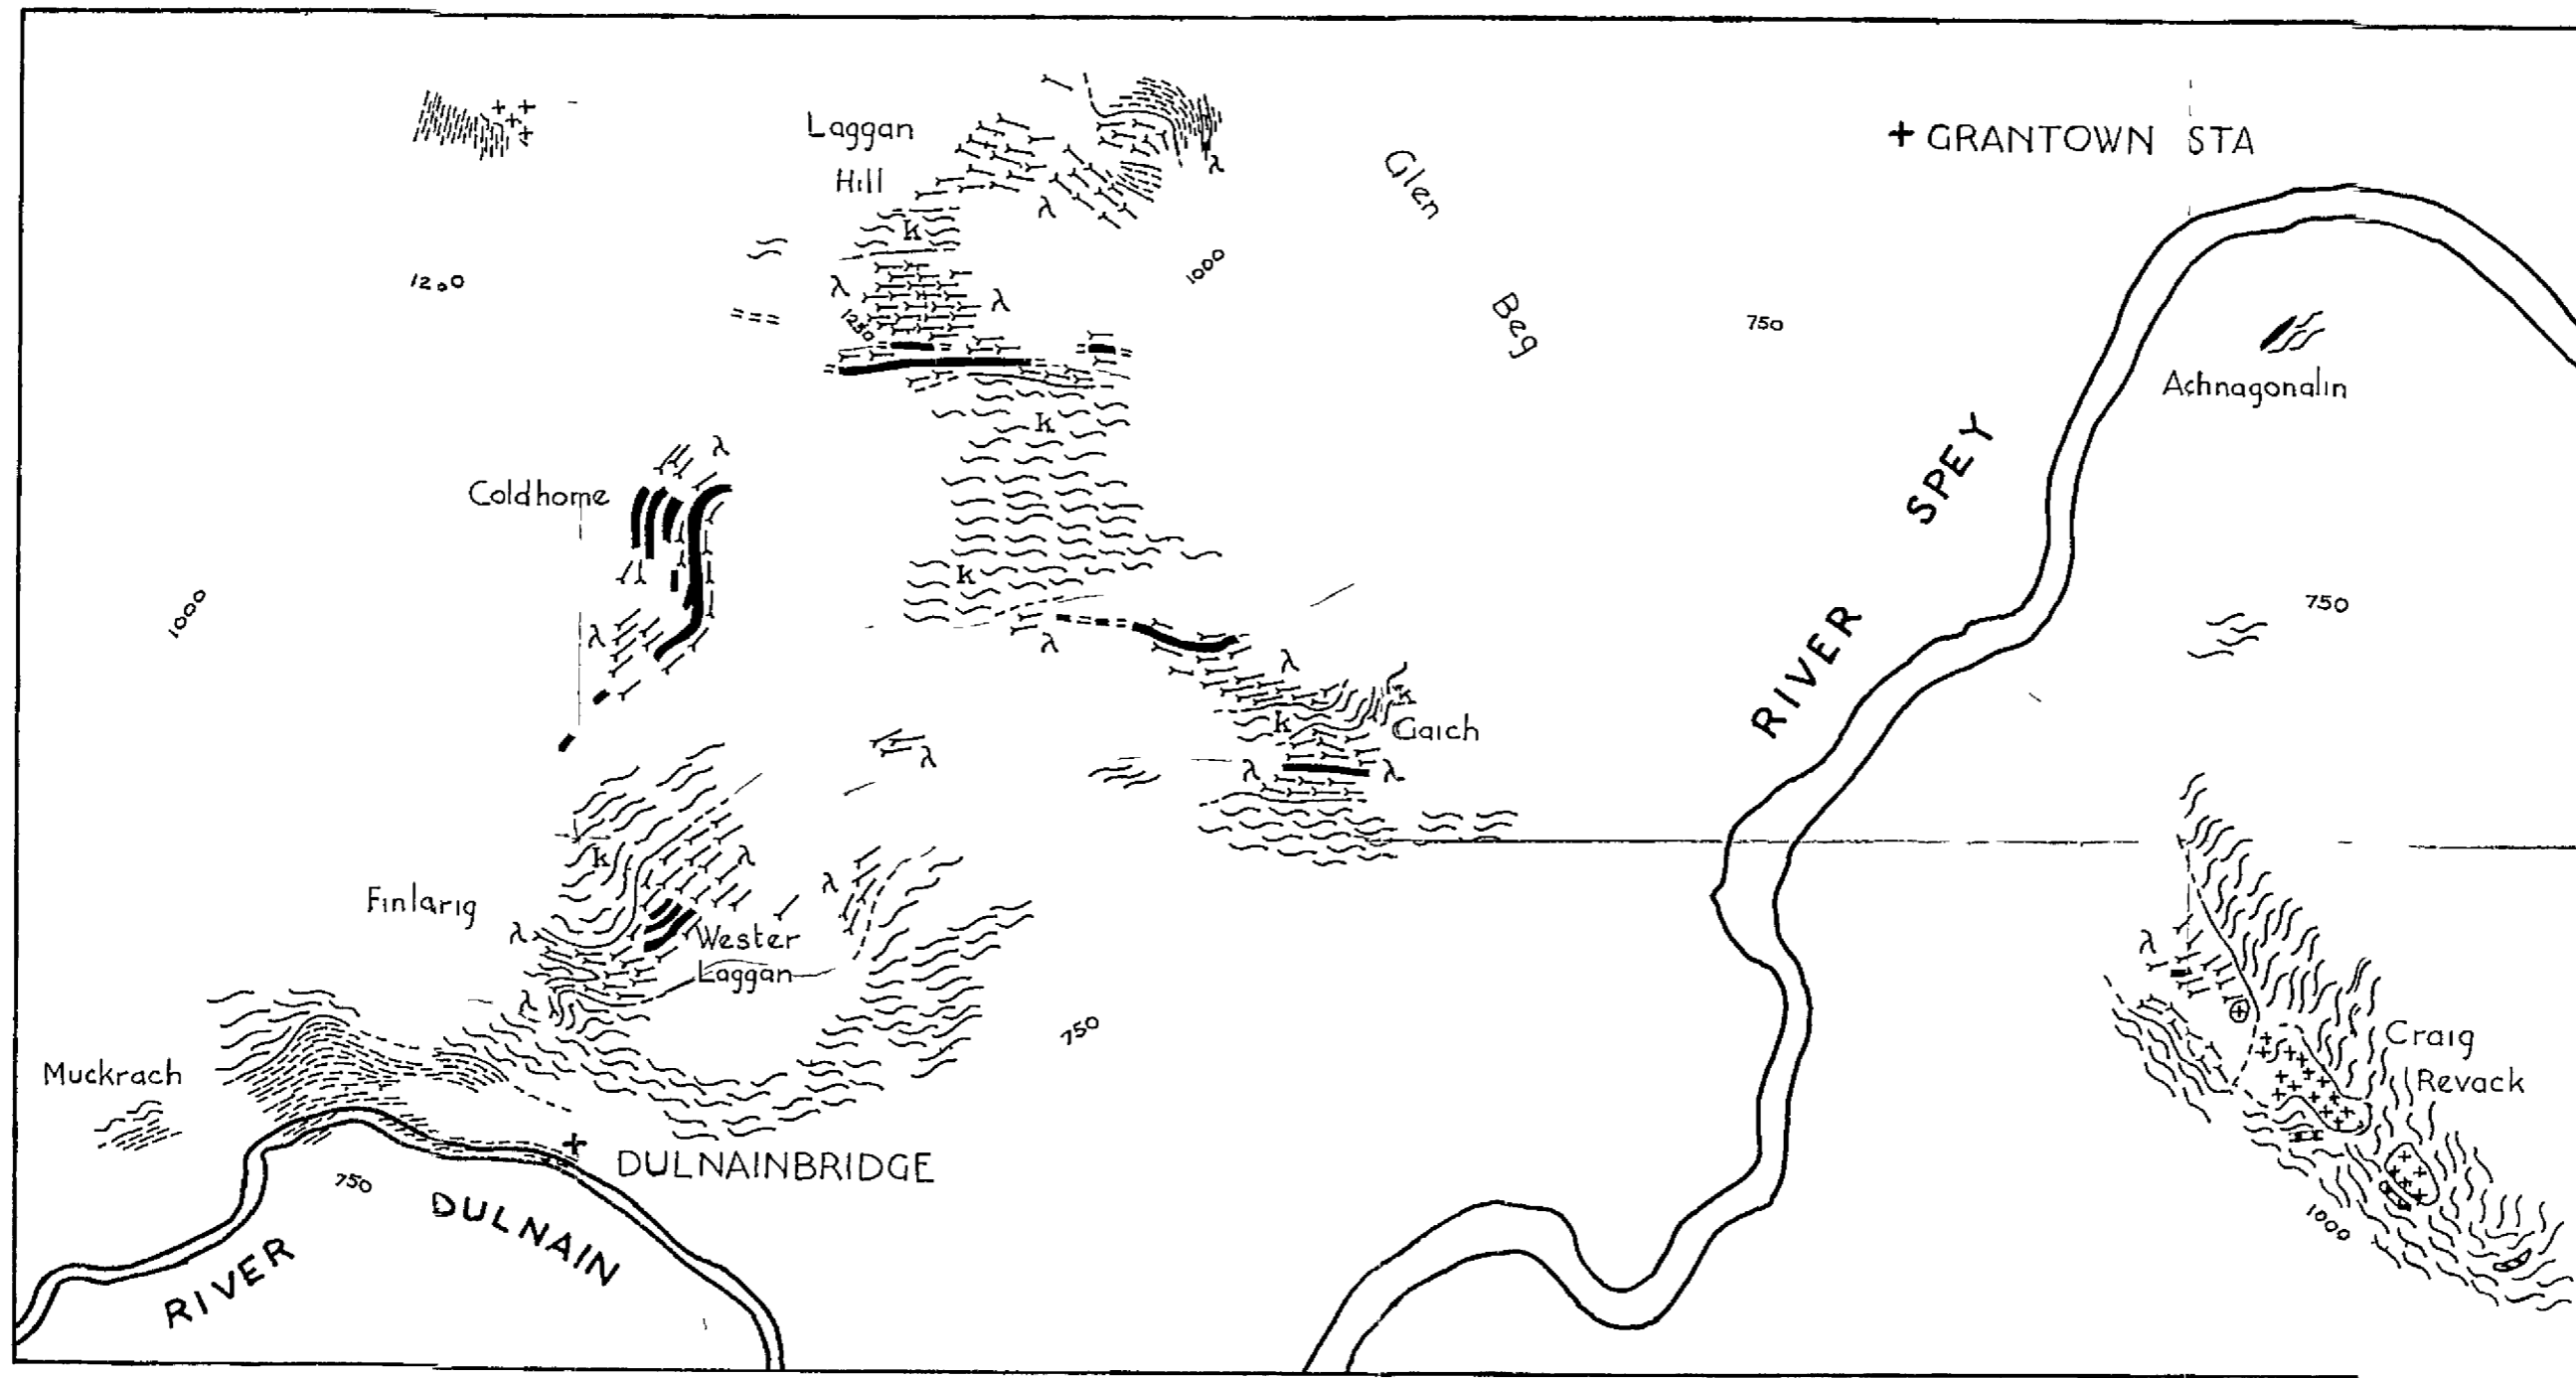 Laggan
Hill
λ
+ GRANTOWN STA
Glen
Beg
k
1200
λ
λ
1250
1000
750
Achnagonalin
k
λ
Coldhome
RIVER SPEY
k
1000
λ
λ
λ
750
k
k
Gaich
λ
λ
λ
k
λ
λ
Finlarig
λ
Wester
Laggan
λ
λ
750
Craig
Revack
Muckrach
DULNAINBRIDGE
750
RIVER DULNAIN
1000